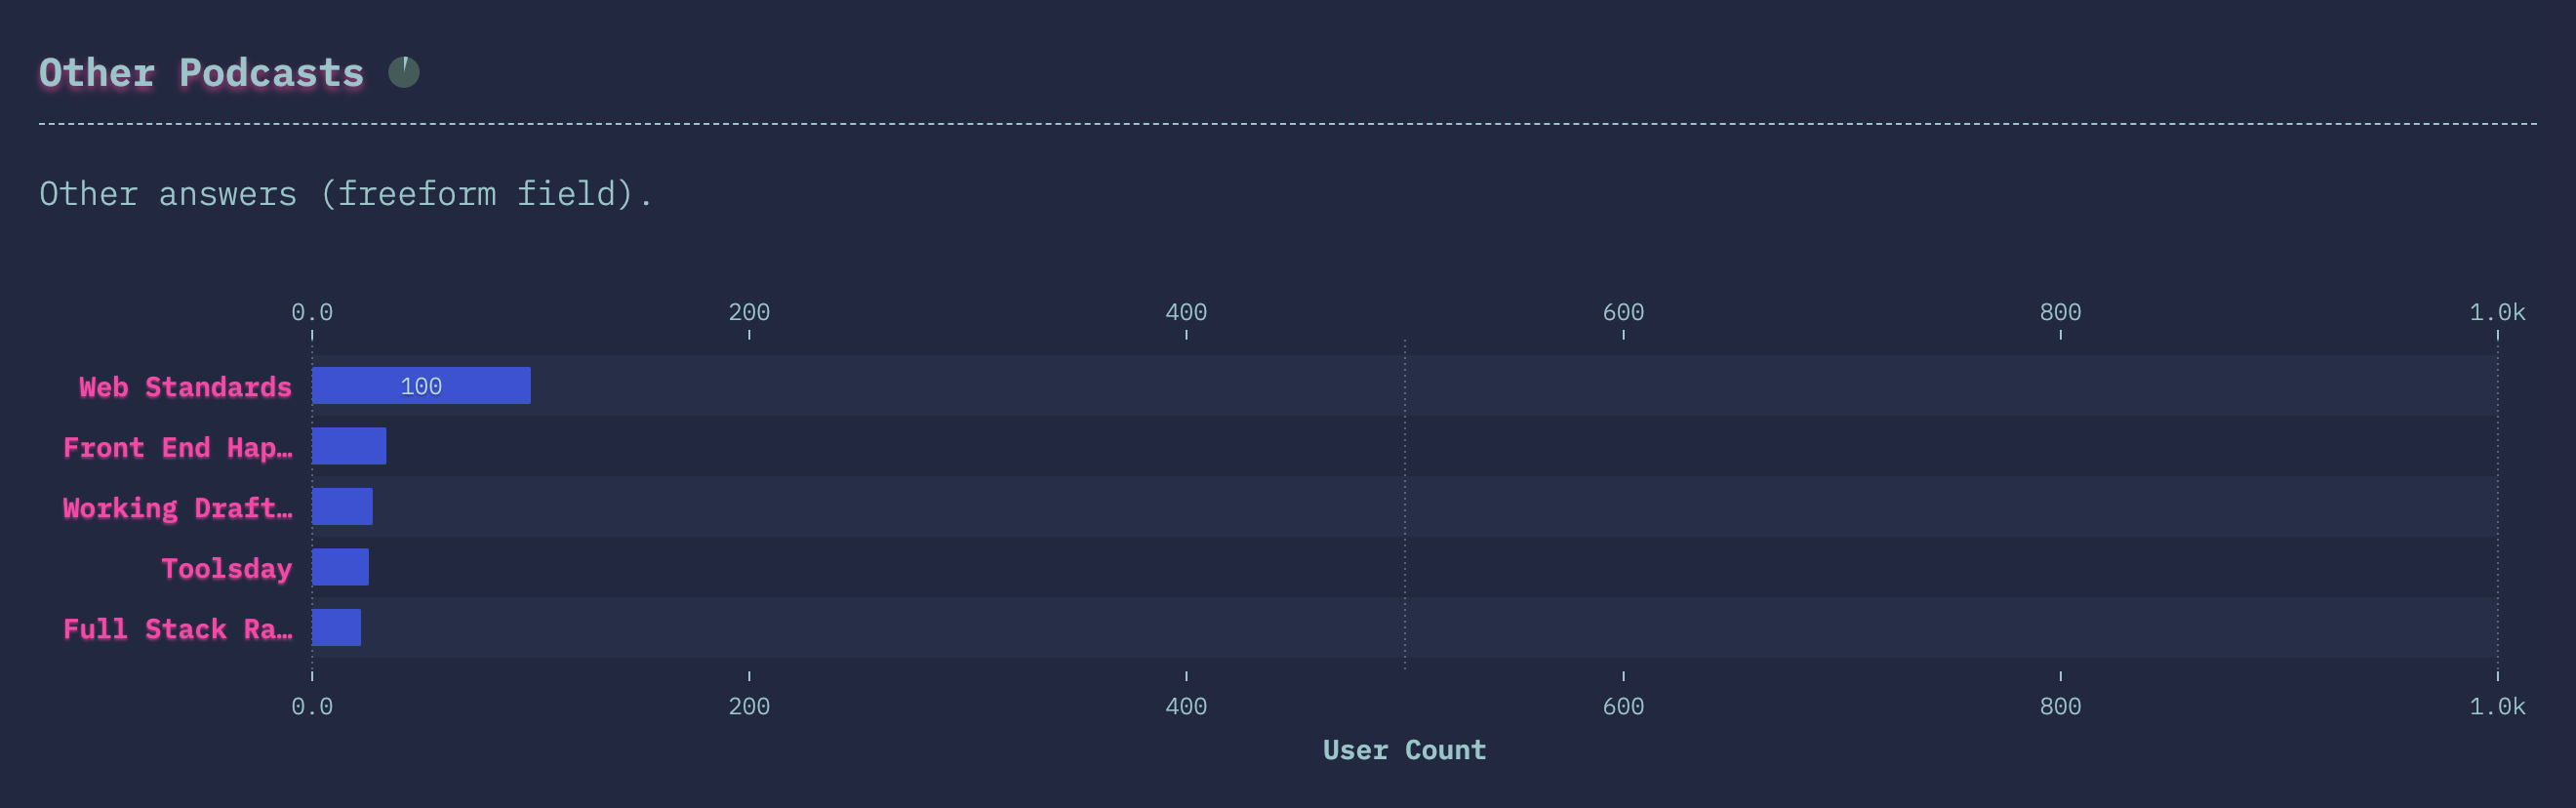 Other Podcasts
Other answers (freeform field).
0.0 200 400 600 800 1.0k
Web Standards 100
Front End Hap…
Working Draft…
Toolsday
Full Stack Ra…
0.0 200 400 600 800 1.0k
User Count